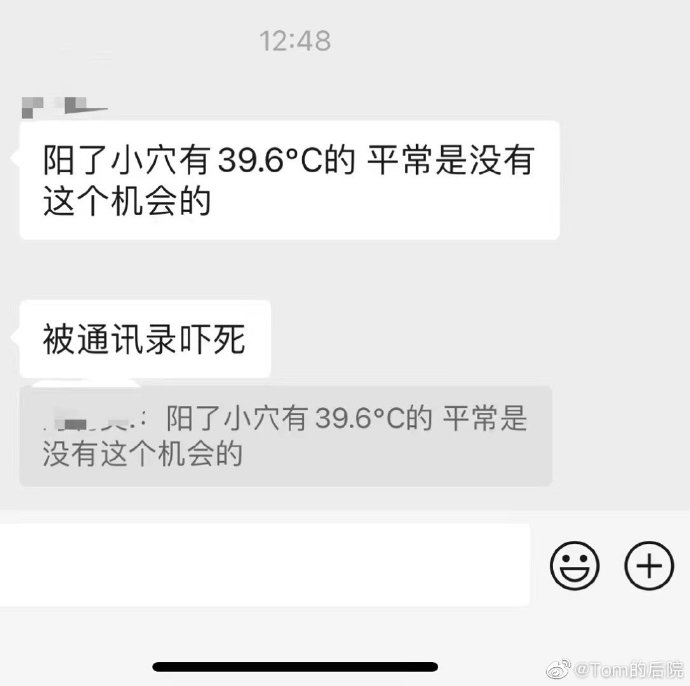 12:48
阳了小穴有39.6°C的 平常是没有
这个机会的
被通讯录吓死
阳了小穴有39.6°C的 平常是
没有这个机会的
@Tom的后院